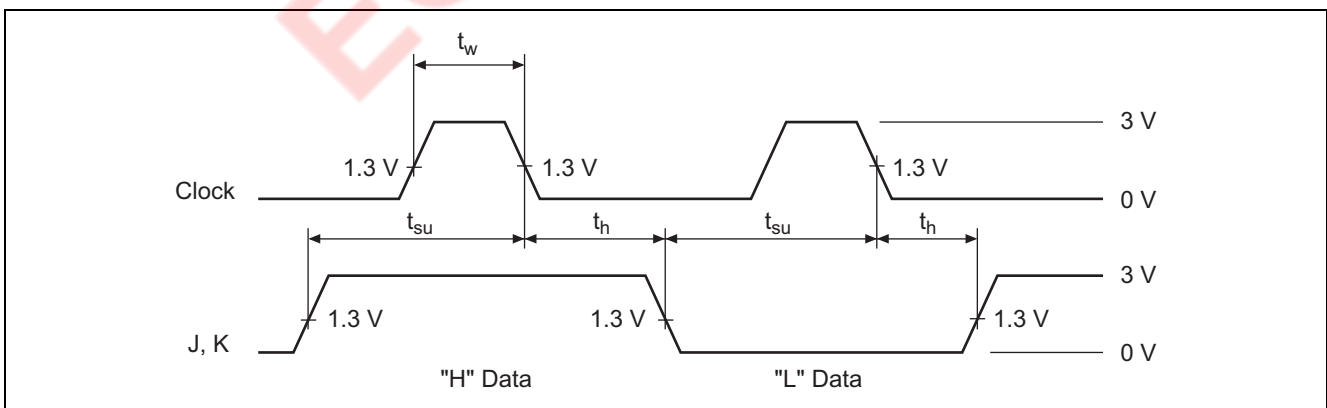 t_w
3 V
1.3 V 1.3 V 1.3 V
Clock
0 V
t_su t_h t_su t_h
3 V
1.3 V 1.3 V 1.3 V
J, K
0 V
"H" Data "L" Data